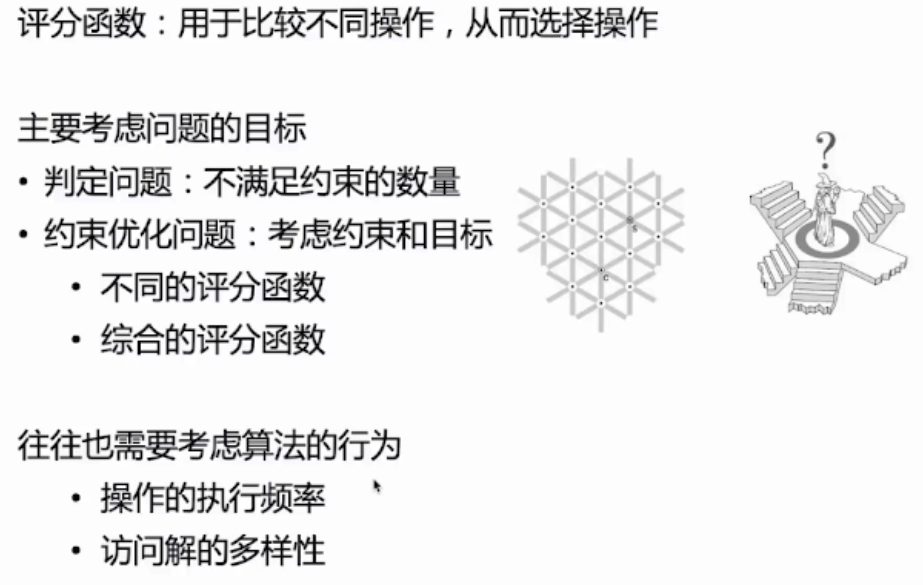 评分函数：用于比较不同操作，从而选择操作
主要考虑问题的目标
• 判定问题：不满足约束的数量
• 约束优化问题：考虑约束和目标
• 不同的评分函数
• 综合的评分函数
往往也需要考虑算法的行为
• 操作的执行频率
• 访问解的多样性
?
s
c